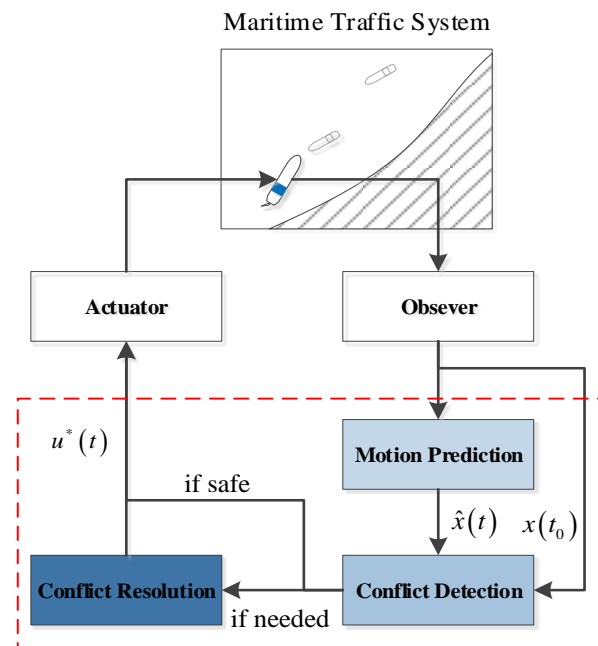 Maritime Traffic System
Actuator
Obsever
u*(t)
Motion Prediction
if safe
x̂(t)
x(t₀)
Conflict Resolution
Conflict Detection
if needed